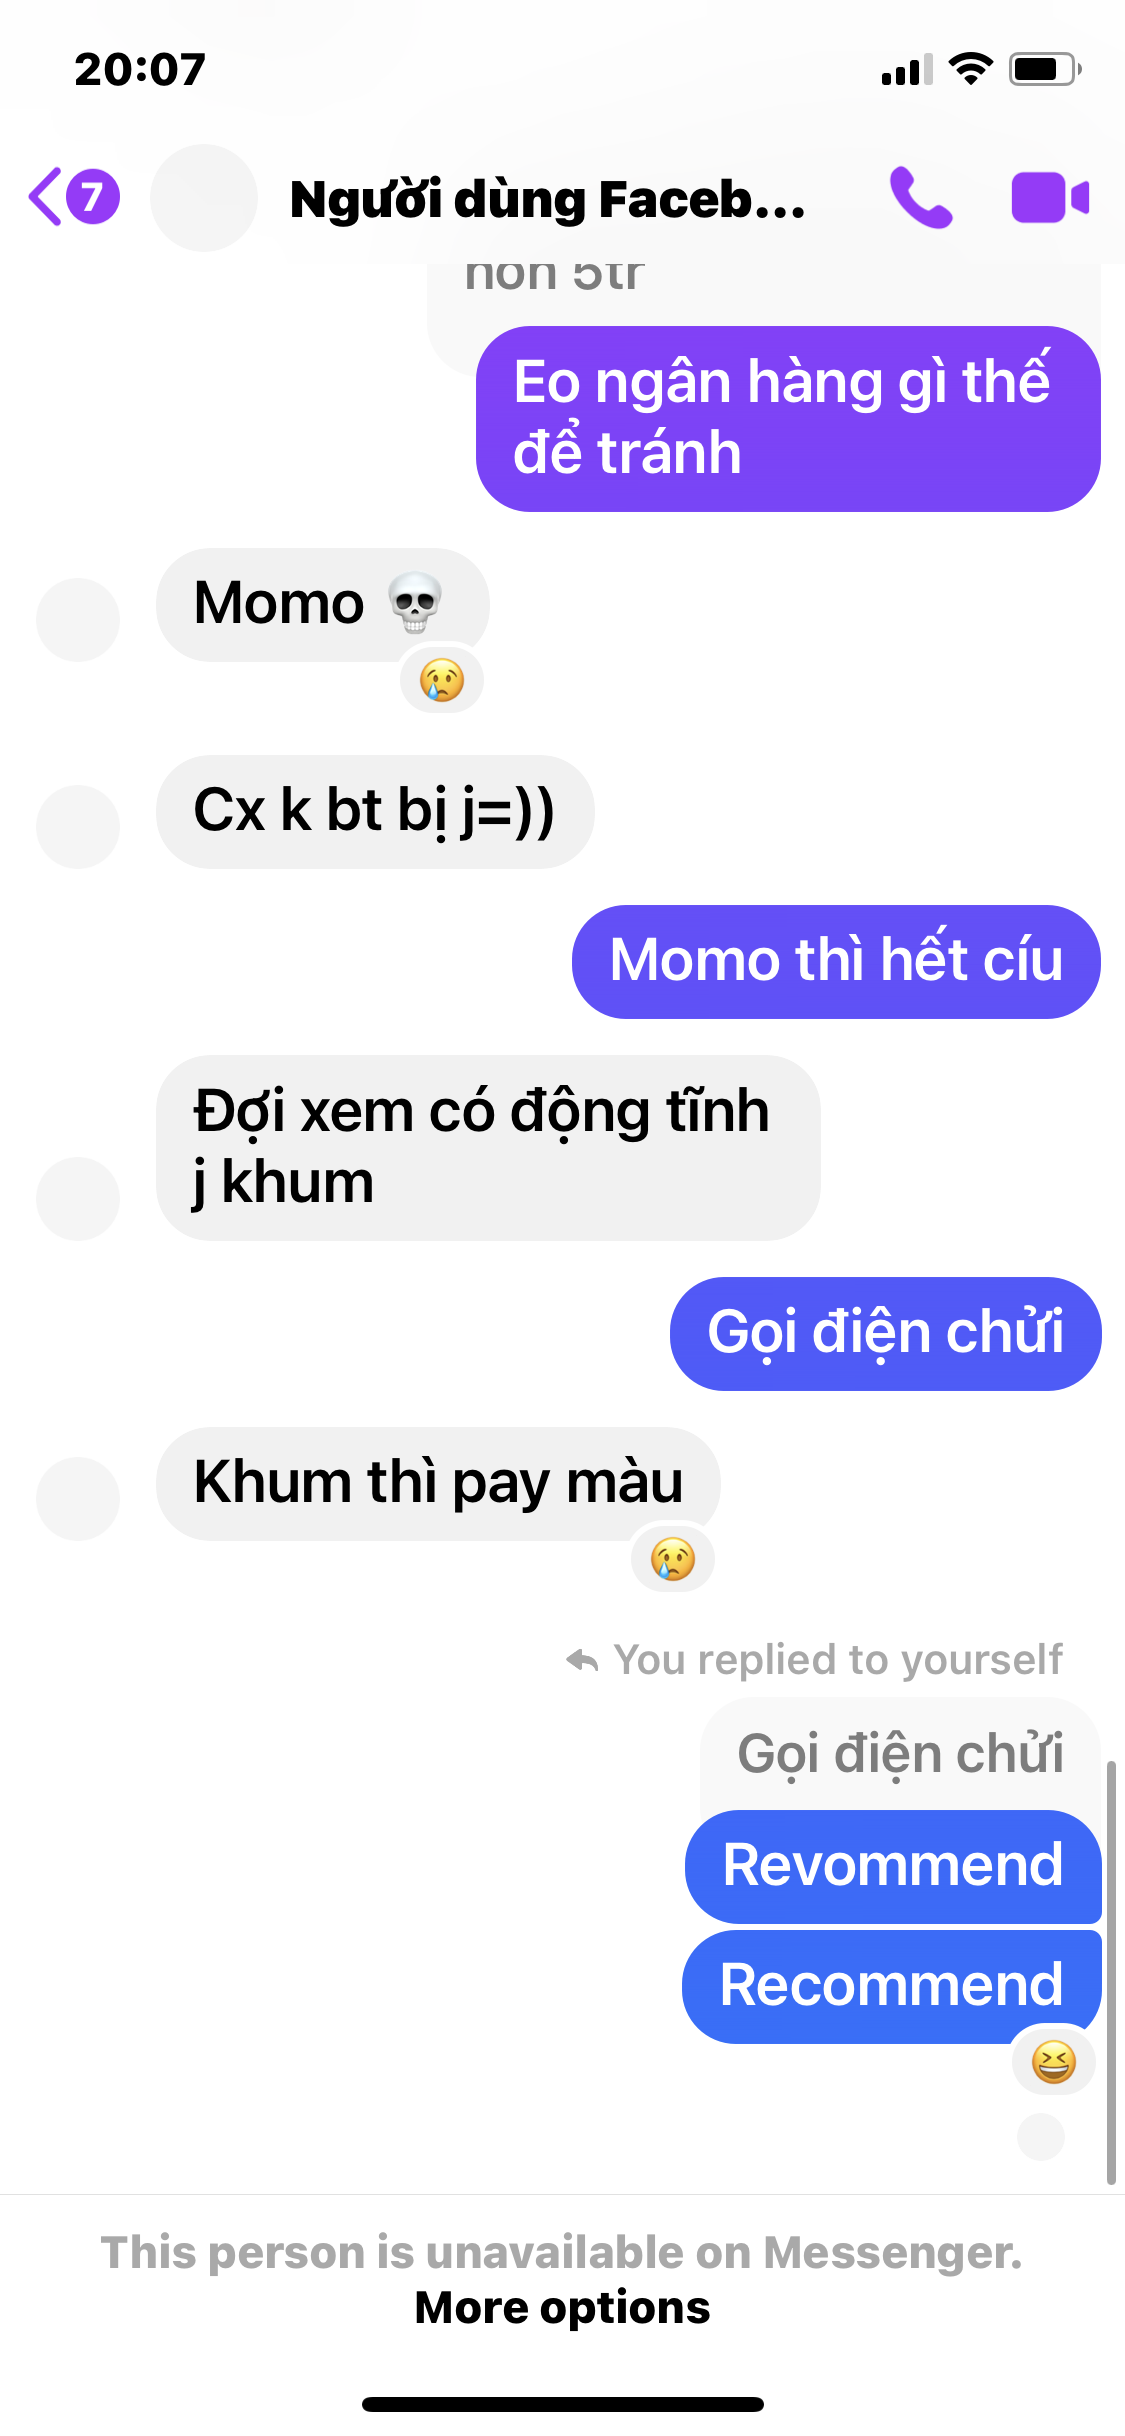 20:07
7
Người dùng Faceb...
hơn 5tr
Eo ngân hàng gì thế
để tránh
Momo 💀
😢
Cx k bt bị j=))
Momo thì hết cíu
Đợi xem có động tĩnh
j khum
Gọi điện chửi
Khum thì pay màu
😢
You replied to yourself
Gọi điện chửi
Revommend
Recommend
😆
This person is unavailable on Messenger.
More options